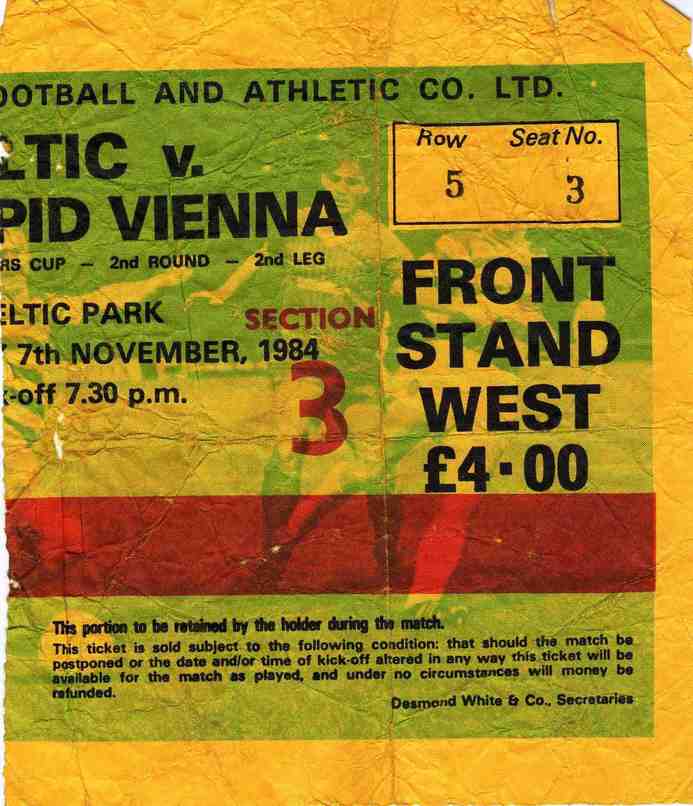 OOTBALL AND ATHLETIC CO. LTD.
LTIC v.
PID VIENNA
RS CUP – 2nd ROUND – 2nd LEG
ELTIC PARK
7th NOVEMBER, 1984
-off 7.30 p.m.
SECTION
3
Row Seat No.
5 3
FRONT
STAND
WEST
£4·00
This portion to be retained by the holder during the match.
This ticket is sold subject to the following condition: that should the match be
postponed or the date and/or time of kick-off altered in any way this ticket will be
available for the match as played, and under no circumstances will money be
refunded.
Desmond White & Co., Secretaries